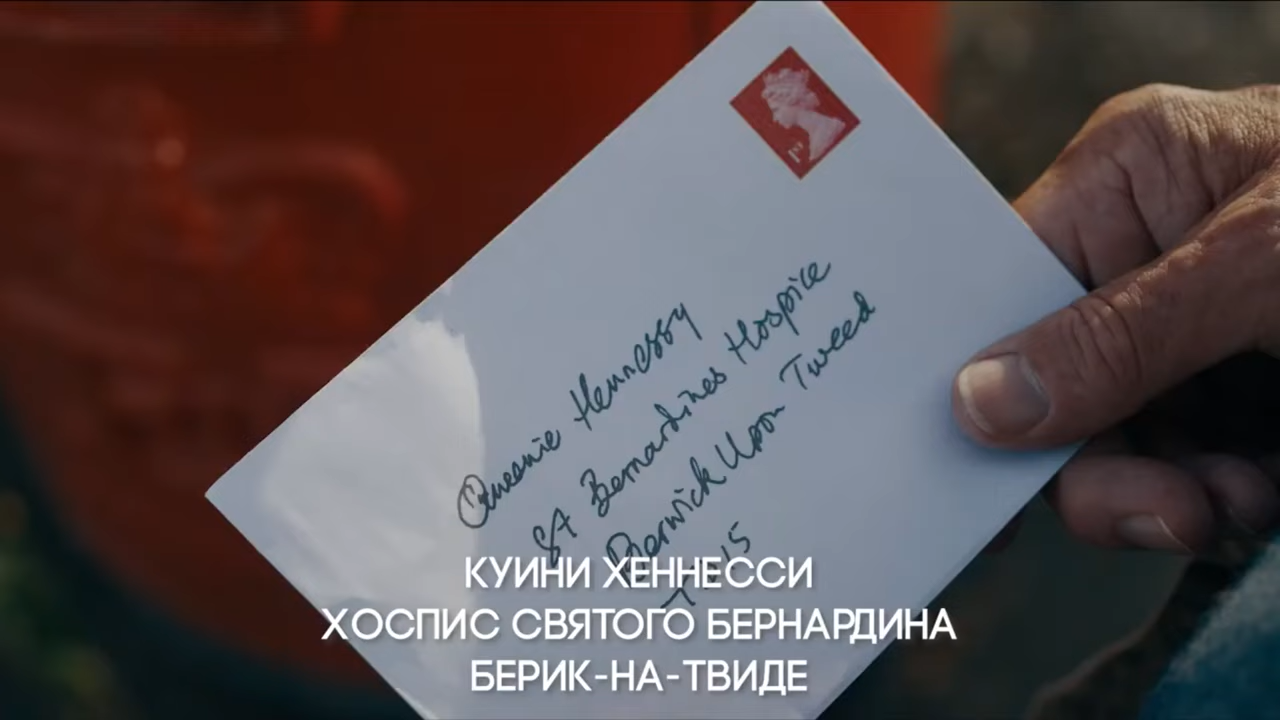 Queenie Hennessy
St Bernardines Hospice
Berwick Upon Tweed
КУИНИ ХЕННЕССИ
ХОСПИС СВЯТОГО БЕРНАРДИНА
БЕРИК-НА-ТВИДЕ